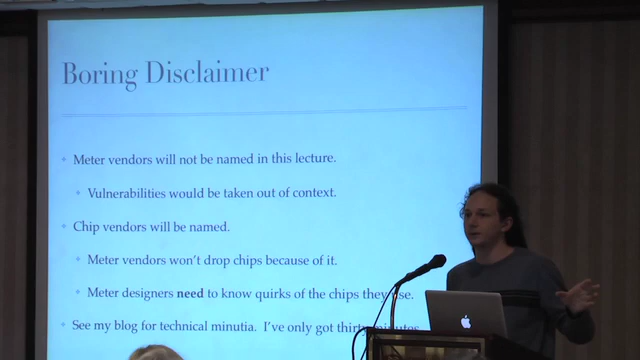 Boring Disclaimer
Meter vendors will not be named in this lecture.
Vulnerabilities would be taken out of context.
Chip vendors will be named.
Meter vendors won't drop chips because of it.
Meter designers need to know quirks of the chips they use.
See my blog for technical minutia. I've only got thirty minutes.